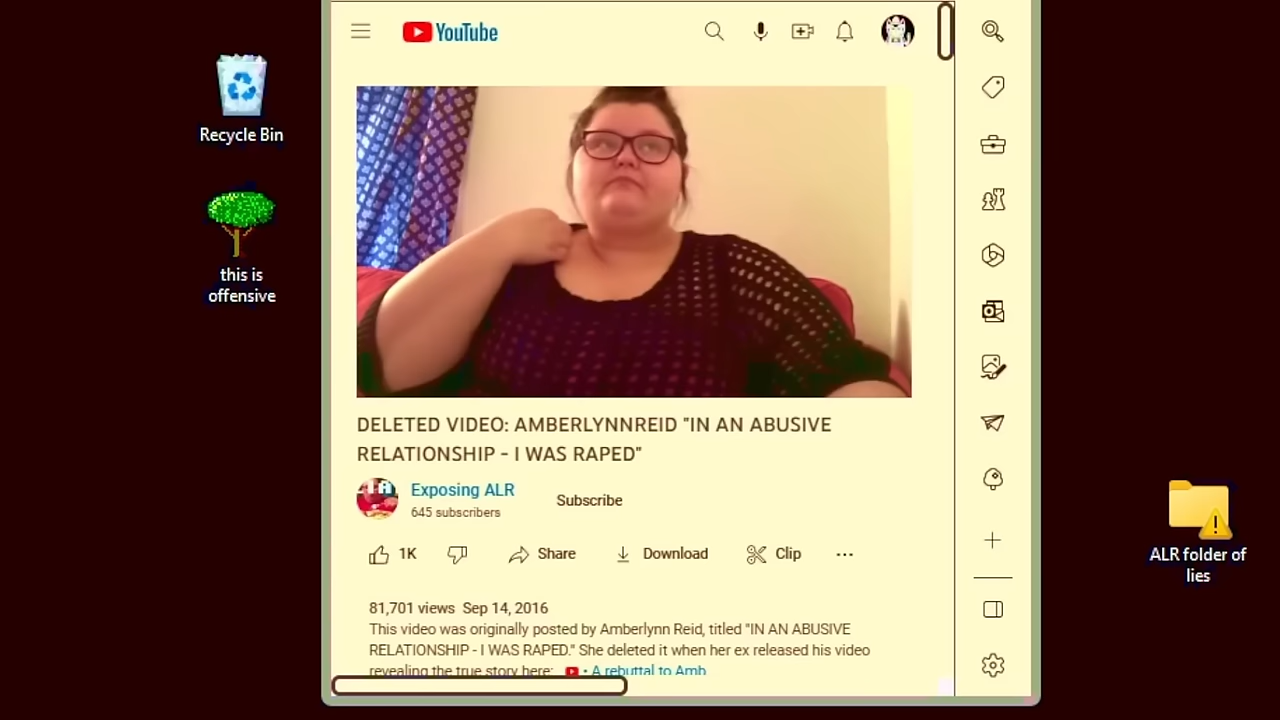 YouTube
Recycle Bin
this is
offensive
DELETED VIDEO: AMBERLYNNREID "IN AN ABUSIVE
RELATIONSHIP - I WAS RAPED"
Exposing ALR
645 subscribers
Subscribe
1K
Share
Download
Clip
81,701 views Sep 14, 2016
This video was originally posted by Amberlynn Reid, titled "IN AN ABUSIVE
RELATIONSHIP - I WAS RAPED." She deleted it when her ex released his video
revealing the true story here: • A rebuttal to Amb
ALR folder of
lies